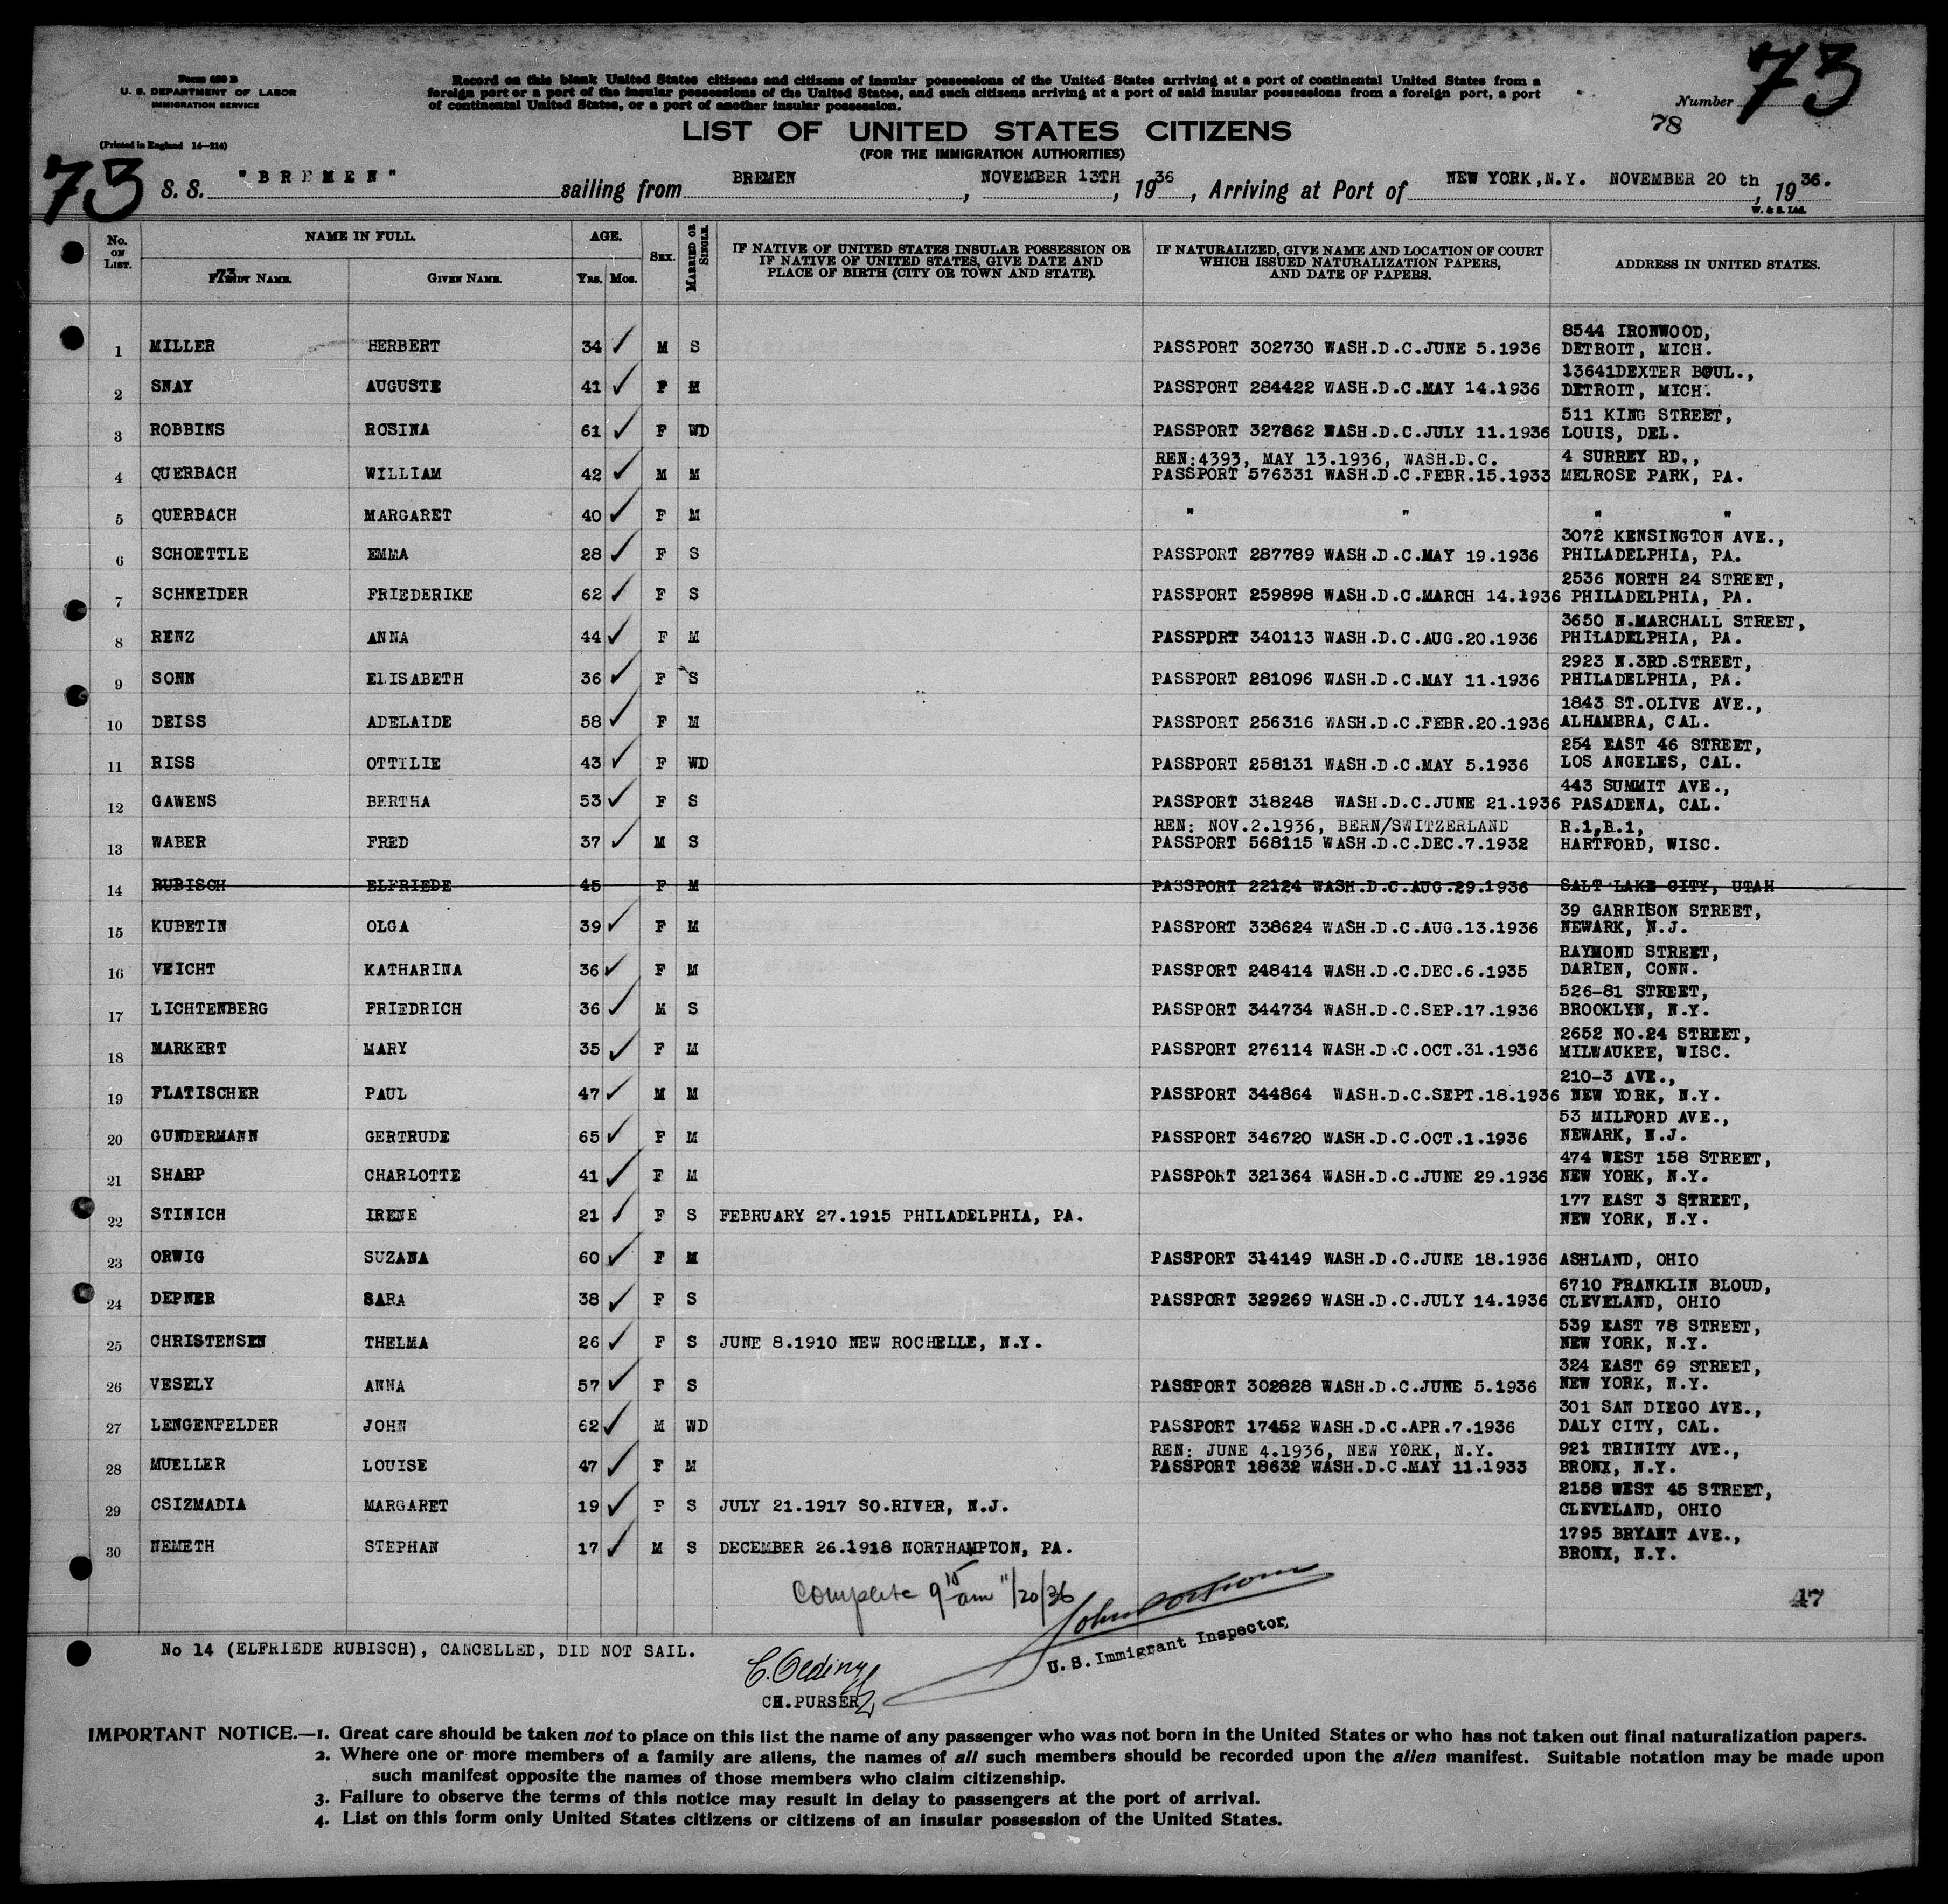 Form 630 B
U. S. DEPARTMENT OF LABOR
IMMIGRATION SERVICE
(Printed in England 14—214)
Record on this blank United States citizens and citizens of insular possessions of the United States arriving at a port of continental United States from a
foreign port or a port of the insular possessions of the United States, and such citizens arriving at a port of said insular possessions from a foreign port, a port
of continental United States, or a port of another insular possession.
Number 73
78
LIST OF UNITED STATES CITIZENS
(FOR THE IMMIGRATION AUTHORITIES)
73 S. S. "BREMEN" sailing from BREMEN, NOVEMBER 13TH, 1936, Arriving at Port of NEW YORK,N.Y. NOVEMBER 20 th, 1936.
W. & S. Ltd.
No. ON LIST. NAME IN FULL. AGE. SEX. MARRIED OR SINGLE. IF NATIVE OF UNITED STATES INSULAR POSSESSION OR IF NATIVE OF UNITED STATES, GIVE DATE AND PLACE OF BIRTH (CITY OR TOWN AND STATE). IF NATURALIZED, GIVE NAME AND LOCATION OF COURT WHICH ISSUED NATURALIZATION PAPERS, AND DATE OF PAPERS. ADDRESS IN UNITED STATES.
73
FAMILY NAME. GIVEN NAME. YRS. MOS.
8544 IRONWOOD,
1 MILLER HERBERT 34 ✓ M S PASSPORT 302730 WASH.D.C.JUNE 5.1936 DETROIT, MICH.
13641DEXTER BOUL.,
2 SNAY AUGUSTE 41 ✓ F M PASSPORT 284422 WASH.D.C.MAY 14.1936 DETROIT, MICH.
511 KING STREET,
3 ROBBINS ROSINA 61 ✓ F WD PASSPORT 327862 WASH.D.C.JULY 11.1936 LOUIS, DEL.
REN:4393, MAY 13.1936, WASH.D.C. 4 SURREY RD.,
4 QUERBACH WILLIAM 42 ✓ M M PASSPORT 576331 WASH.D.C.FEBR.15.1933 MELROSE PARK, PA.
5 QUERBACH MARGARET 40 ✓ F M " " " "
3072 KENSINGTON AVE.,
6 SCHOETTLE EMMA 28 ✓ F S PASSPORT 287789 WASH.D.C.MAY 19.1936 PHILADELPHIA, PA.
2536 NORTH 24 STREET,
7 SCHNEIDER FRIEDERIKE 62 ✓ F S PASSPORT 259898 WASH.D.C.MARCH 14.1936 PHILADELPHIA, PA.
3650 N.MARCHALL STREET,
8 RENZ ANNA 44 ✓ F M PASSPORT 340113 WASH.D.C.AUG.20.1936 PHILADELPHIA, PA.
2923 N.3RD.STREET,
9 SONN ELISABETH 36 ✓ F S PASSPORT 281096 WASH.D.C.MAY 11.1936 PHILADELPHIA, PA.
1843 ST.OLIVE AVE.,
10 DEISS ADELAIDE 58 ✓ F M PASSPORT 256316 WASH.D.C.FEBR.20.1936 ALHAMBRA, CAL.
254 EAST 46 STREET,
11 RISS OTTILIE 43 ✓ F WD PASSPORT 258131 WASH.D.C.MAY 5.1936 LOS ANGELES, CAL.
443 SUMMIT AVE.,
12 GAWENS BERTHA 53 ✓ F S PASSPORT 318248 WASH.D.C.JUNE 21.1936 PASADENA, CAL.
REN: NOV.2.1936, BERN/SWITZERLAND R.1,B.1,
13 WABER FRED 37 ✓ M S PASSPORT 568115 WASH.D.C.DEC.7.1932 HARTFORD, WISC.
14 RUBISCH ELFRIEDE 45 F M PASSPORT 22124 WASH.D.C.AUG.29.1936 SALT LAKE CITY, UTAH
39 GARRISON STREET,
15 KUBETIN OLGA 39 ✓ F M PASSPORT 338624 WASH.D.C.AUG.13.1936 NEWARK, N.J.
RAYMOND STREET,
16 VEICHT KATHARINA 36 ✓ F M PASSPORT 248414 WASH.D.C.DEC.6.1935 DARIEN, CONN.
526-81 STREET,
17 LICHTENBERG FRIEDRICH 36 ✓ M S PASSPORT 344734 WASH.D.C.SEP.17.1936 BROOKLYN, N.Y.
2652 NO.24 STREET,
18 MARKERT MARY 35 ✓ F M PASSPORT 276114 WASH.D.C.OCT.31.1936 MILWAUKEE, WISC.
210-3 AVE.,
19 FLATISCHER PAUL 47 ✓ M M PASSPORT 344864 WASH.D.C.SEPT.18.1936 NEW YORK, N.Y.
53 MILFORD AVE.,
20 GUNDERMANN GERTRUDE 65 ✓ F M PASSPORT 346720 WASH.D.C.OCT.1.1936 NEWARK, N.J.
474 WEST 158 STREET,
21 SHARP CHARLOTTE 41 ✓ F M PASSPORT 321364 WASH.D.C.JUNE 29.1936 NEW YORK, N.Y.
177 EAST 3 STREET,
22 STINICH IRENE 21 ✓ F S FEBRUARY 27.1915 PHILADELPHIA, PA. NEW YORK, N.Y.
23 ORWIG SUZANA 60 ✓ F M PASSPORT 314149 WASH.D.C.JUNE 18.1936 ASHLAND, OHIO
6710 FRANKLIN BLOUD,
24 DEPNER SARA 38 ✓ F S PASSPORT 329269 WASH.D.C.JULY 14.1936 CLEVELAND, OHIO
539 EAST 78 STREET,
25 CHRISTENSEN THELMA 26 ✓ F S JUNE 8.1910 NEW ROCHELLE, N.Y. NEW YORK, N.Y.
324 EAST 69 STREET,
26 VESELY ANNA 57 ✓ F S PASSPORT 302828 WASH.D.C.JUNE 5.1936 NEW YORK, N.Y.
301 SAN DIEGO AVE.,
27 LENGENFELDER JOHN 62 ✓ M WD PASSPORT 17452 WASH.D.C.APR.7.1936 DALY CITY, CAL.
REN: JUNE 4.1936, NEW YORK, N.Y. 921 TRINITY AVE.,
28 MUELLER LOUISE 47 ✓ F M PASSPORT 18632 WASH.D.C.MAY 11.1933 BRONX, N.Y.
2158 WEST 45 STREET,
29 CSIZMADIA MARGARET 19 ✓ F S JULY 21.1917 SO.RIVER, N.J. CLEVELAND, OHIO
1795 BRYANT AVE.,
30 NEMETH STEPHAN 17 ✓ M S DECEMBER 26.1918 NORTHAMPTON, PA. BRONX, N.Y.
Complete 9 15 am 11/20/36
47
U. S. Immigrant Inspector,
No 14 (ELFRIEDE RUBISCH), CANCELLED, DID NOT SAIL.
CH.PURSER
IMPORTANT NOTICE.—1. Great care should be taken not to place on this list the name of any passenger who was not born in the United States or who has not taken out final naturalization papers.
2. Where one or more members of a family are aliens, the names of all such members should be recorded upon the alien manifest. Suitable notation may be made upon
such manifest opposite the names of those members who claim citizenship.
3. Failure to observe the terms of this notice may result in delay to passengers at the port of arrival.
4. List on this form only United States citizens or citizens of an insular possession of the United States.